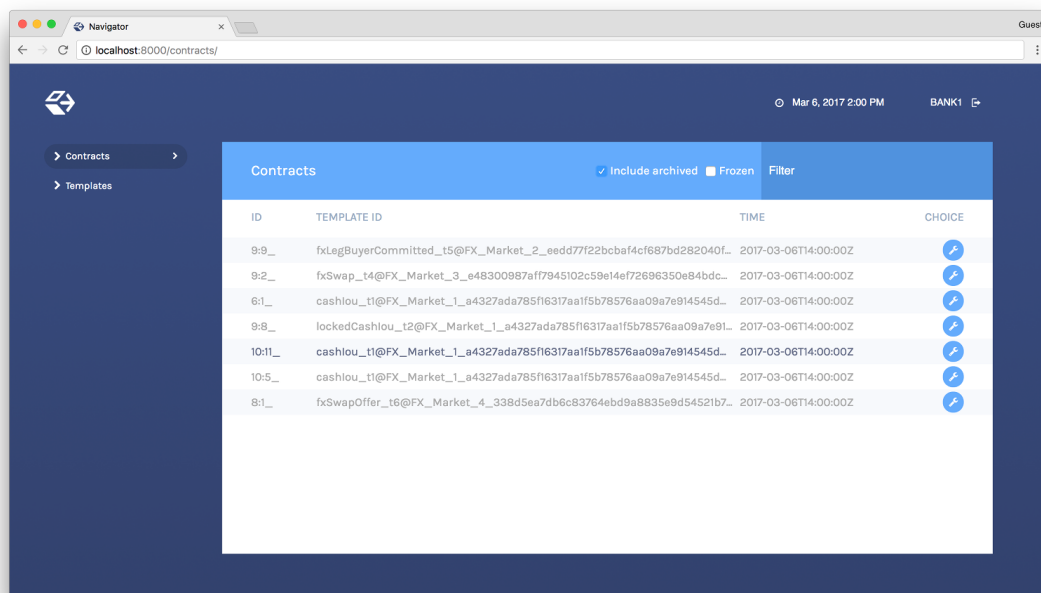 Navigator
Guest
localhost:8000/contracts/
Mar 6, 2017 2:00 PM BANK1
Contracts
Templates
Contracts Include archived Frozen Filter
ID TEMPLATE ID TIME CHOICE
9:9_ fxLegBuyerCommitted_t5@FX_Market_2_eedd77f22bcbaf4cf687bd282040f… 2017-03-06T14:00:00Z
9:2_ fxSwap_t4@FX_Market_3_e48300987aff7945102c59e14ef72696350e84bdc… 2017-03-06T14:00:00Z
6:1_ cashIou_t1@FX_Market_1_a4327ada785f16317aa1f5b78576aa09a7e914545d… 2017-03-06T14:00:00Z
9:8_ lockedCashIou_t2@FX_Market_1_a4327ada785f16317aa1f5b78576aa09a7e91… 2017-03-06T14:00:00Z
10:11_ cashIou_t1@FX_Market_1_a4327ada785f16317aa1f5b78576aa09a7e914545d… 2017-03-06T14:00:00Z
10:5_ cashIou_t1@FX_Market_1_a4327ada785f16317aa1f5b78576aa09a7e914545d… 2017-03-06T14:00:00Z
8:1_ fxSwapOffer_t6@FX_Market_4_338d5ea7db6c83764ebd9a8835e9d54521b7… 2017-03-06T14:00:00Z